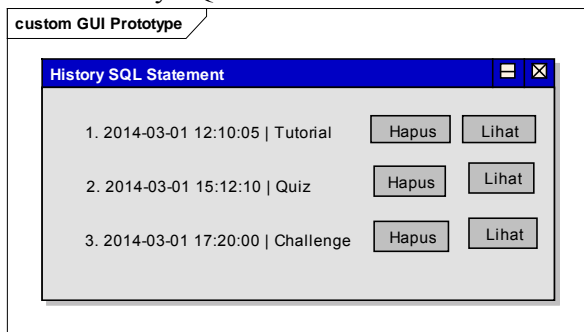 custom GUI Prototype
History SQL Statement
1. 2014-03-01 12:10:05 | Tutorial Hapus Lihat
2. 2014-03-01 15:12:10 | Quiz Hapus Lihat
3. 2014-03-01 17:20:00 | Challenge Hapus Lihat